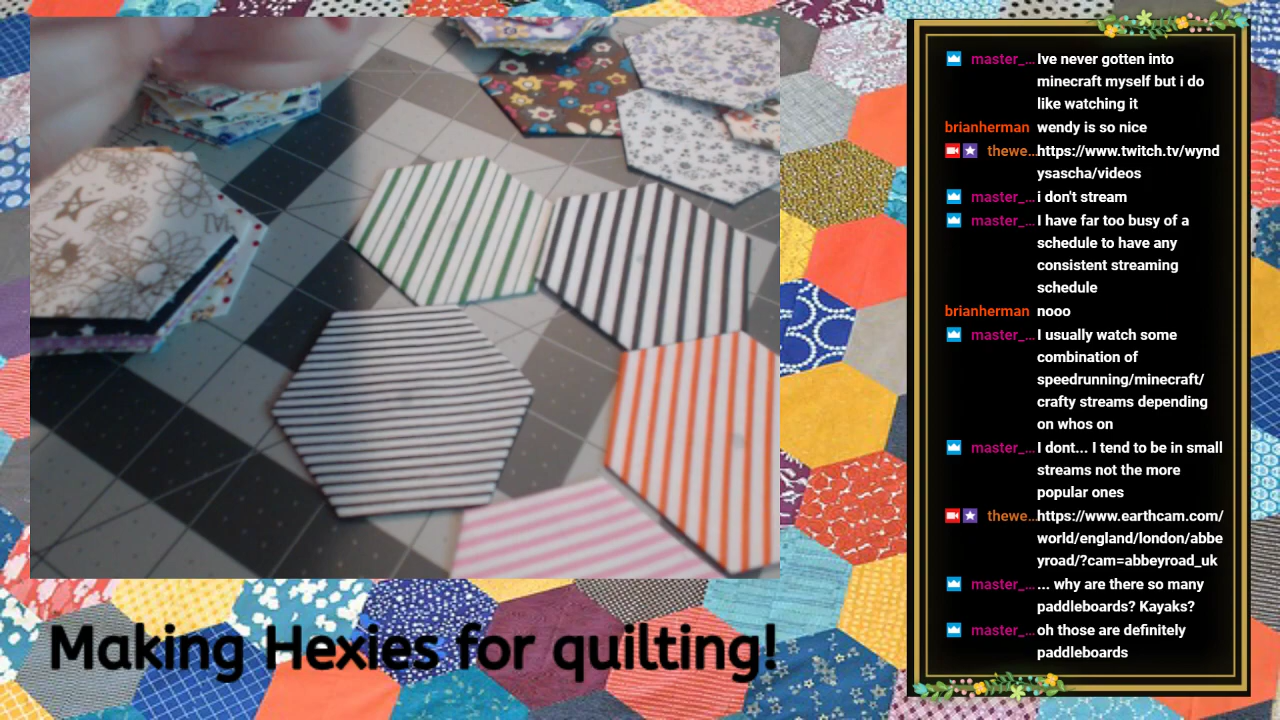 master_... Ive never gotten into
minecraft myself but i do
like watching it
brianherman wendy is so nice
thewe... https://www.twitch.tv/wynd
ysascha/videos
master_... i don't stream
master_... I have far too busy of a
schedule to have any
consistent streaming
schedule
brianherman nooo
master_... I usually watch some
combination of
speedrunning/minecraft/
crafty streams depending
on whos on
master_... I dont... I tend to be in small
streams not the more
popular ones
thewe... https://www.earthcam.com/
world/england/london/abbe
yroad/?cam=abbeyroad_uk
master_... ... why are there so many
paddleboards? Kayaks?
master_... oh those are definitely
paddleboards
Making Hexies for quilting!